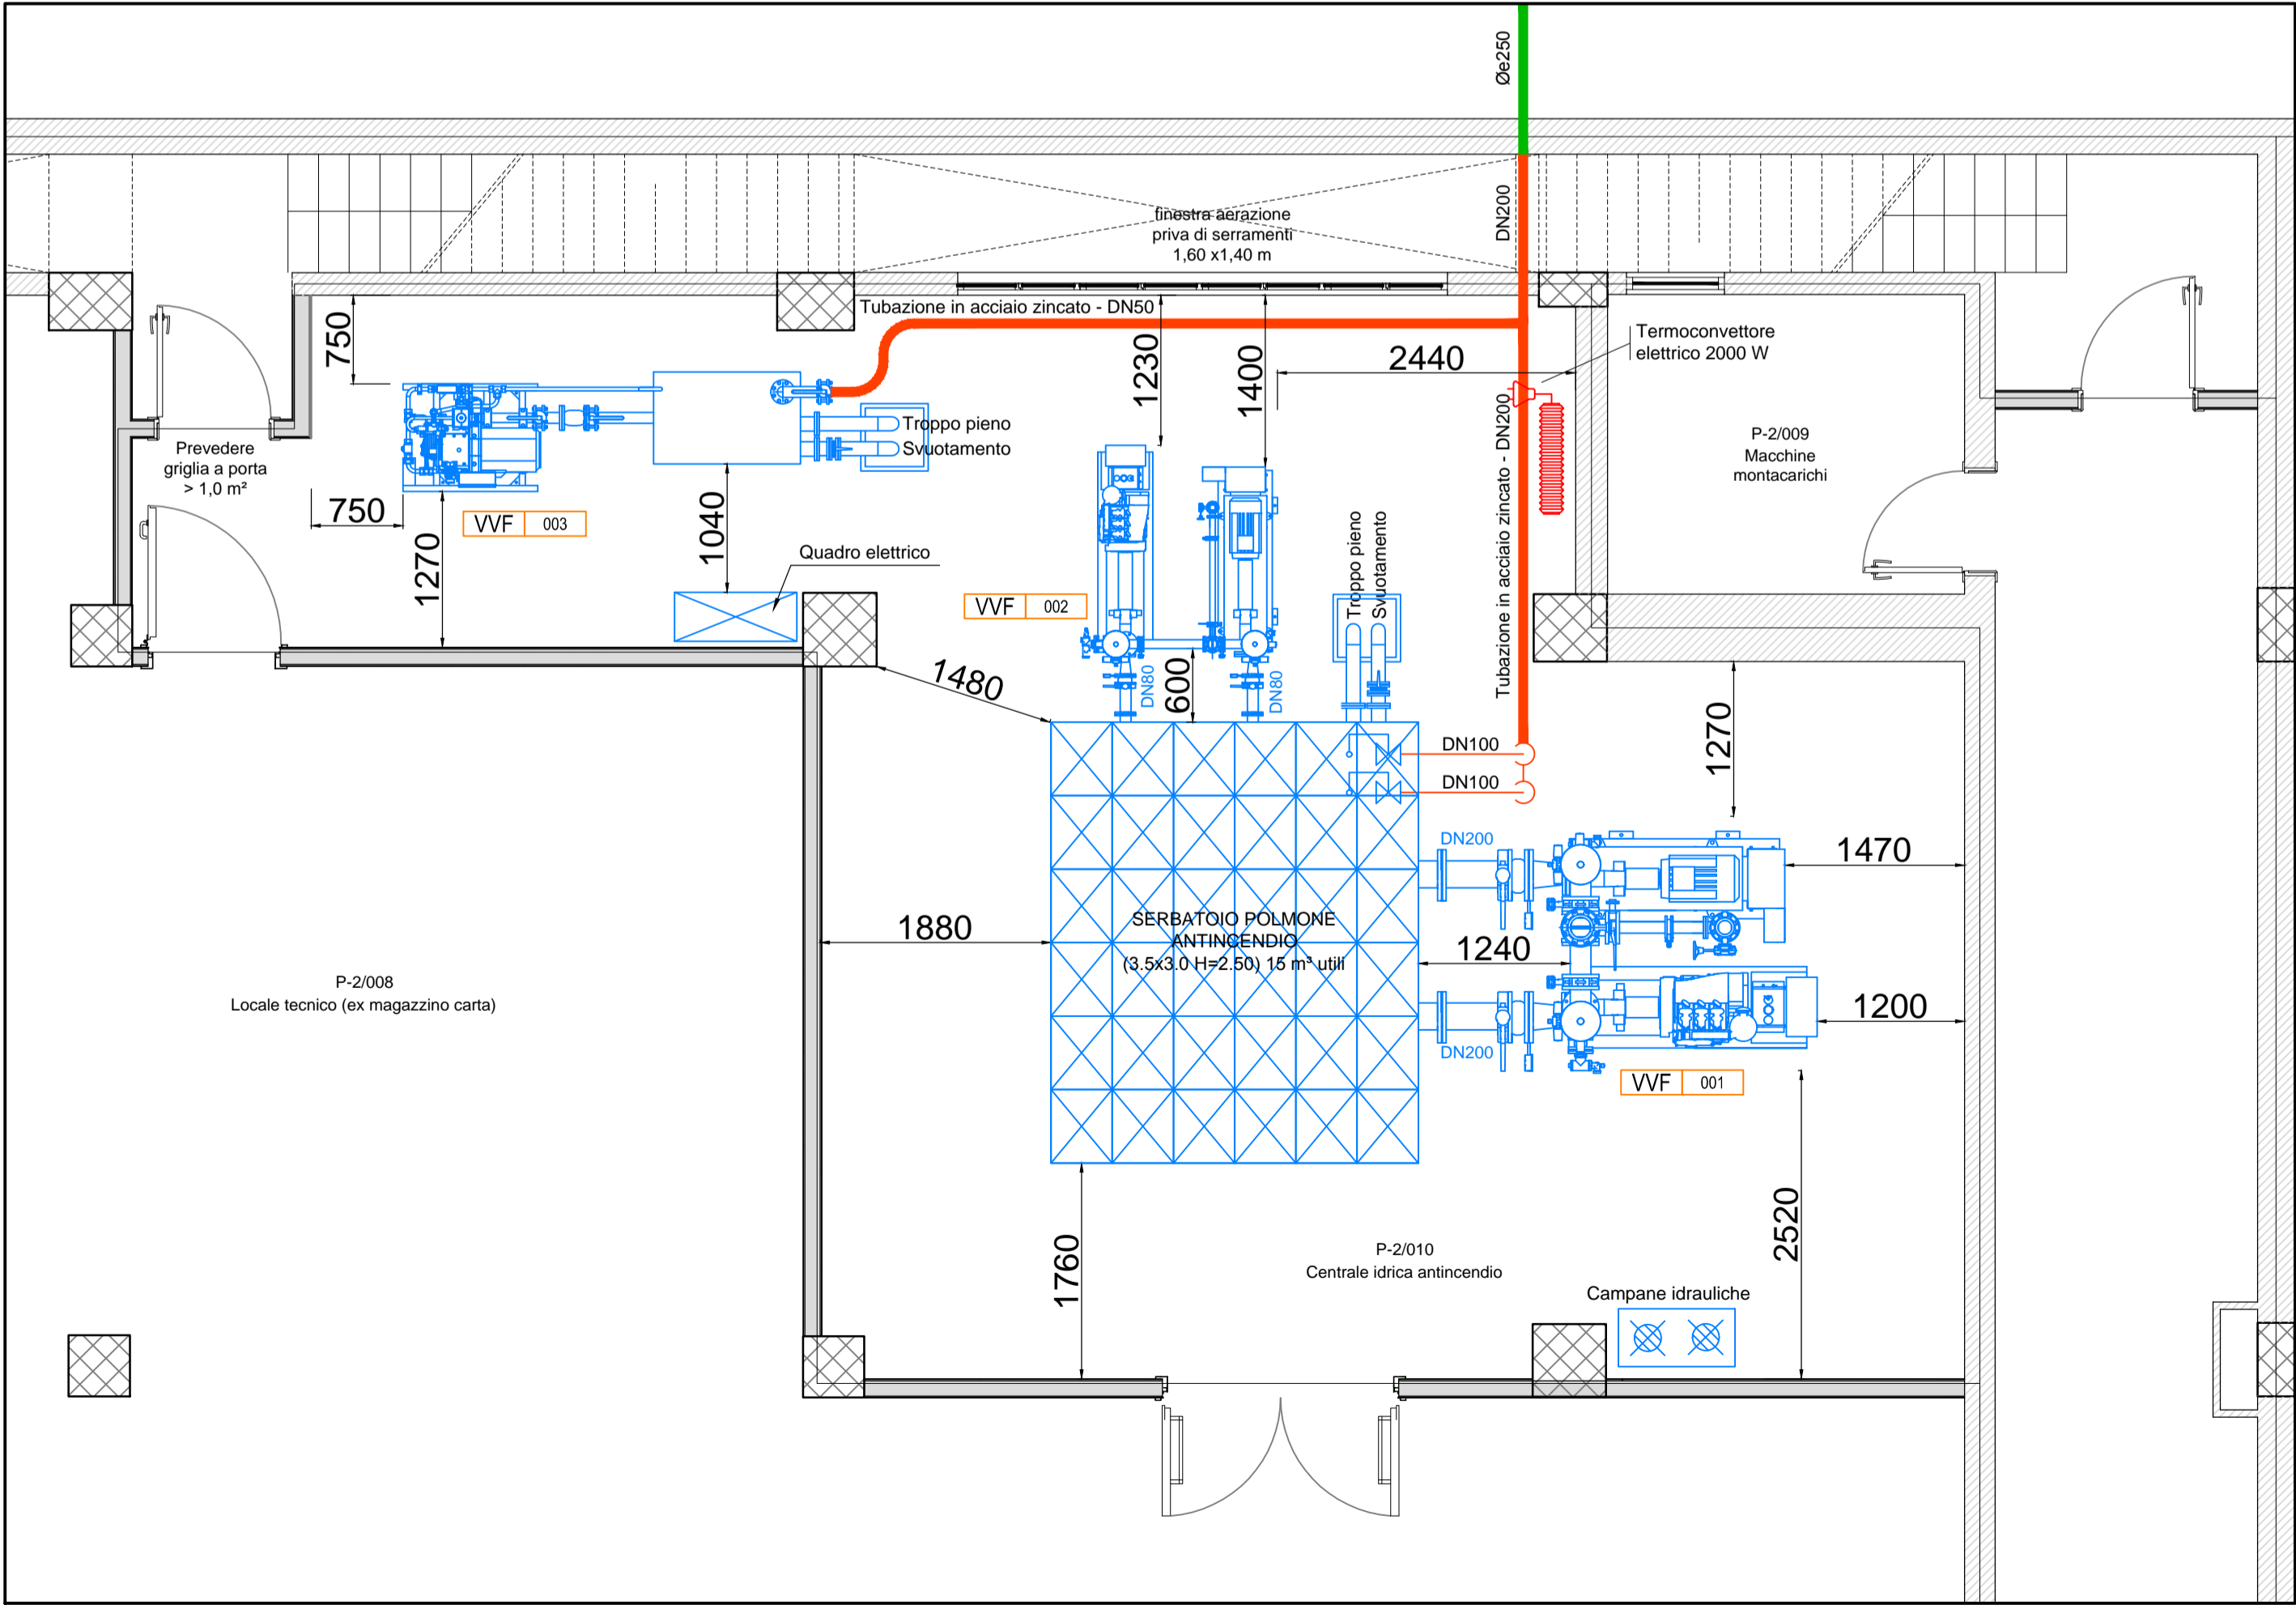 Øe250
DN200
finestra aerazione
priva di serramenti
1,60 x1,40 m
Tubazione in acciaio zincato - DN50
750
1230
1400
2440
Termoconvettore
elettrico 2000 W
Prevedere
griglia a porta
> 1,0 m²
Troppo pieno
Svuotamento
P-2/009
Macchine
montacarichi
750
VVF 003
1270
1040
Quadro elettrico
VVF 002
Troppo pieno
Svuotamento
Tubazione in acciaio zincato - DN200
1480
DN80
600
DN80
DN100
DN100
1270
DN200
1470
1880
SERBATOIO POLMONE
ANTINCENDIO
(3.5x3.0 H=2.50) 15 m³ utili
1240
P-2/008
Locale tecnico (ex magazzino carta)
1200
DN200
VVF 001
1760
2520
P-2/010
Centrale idrica antincendio
Campane idrauliche